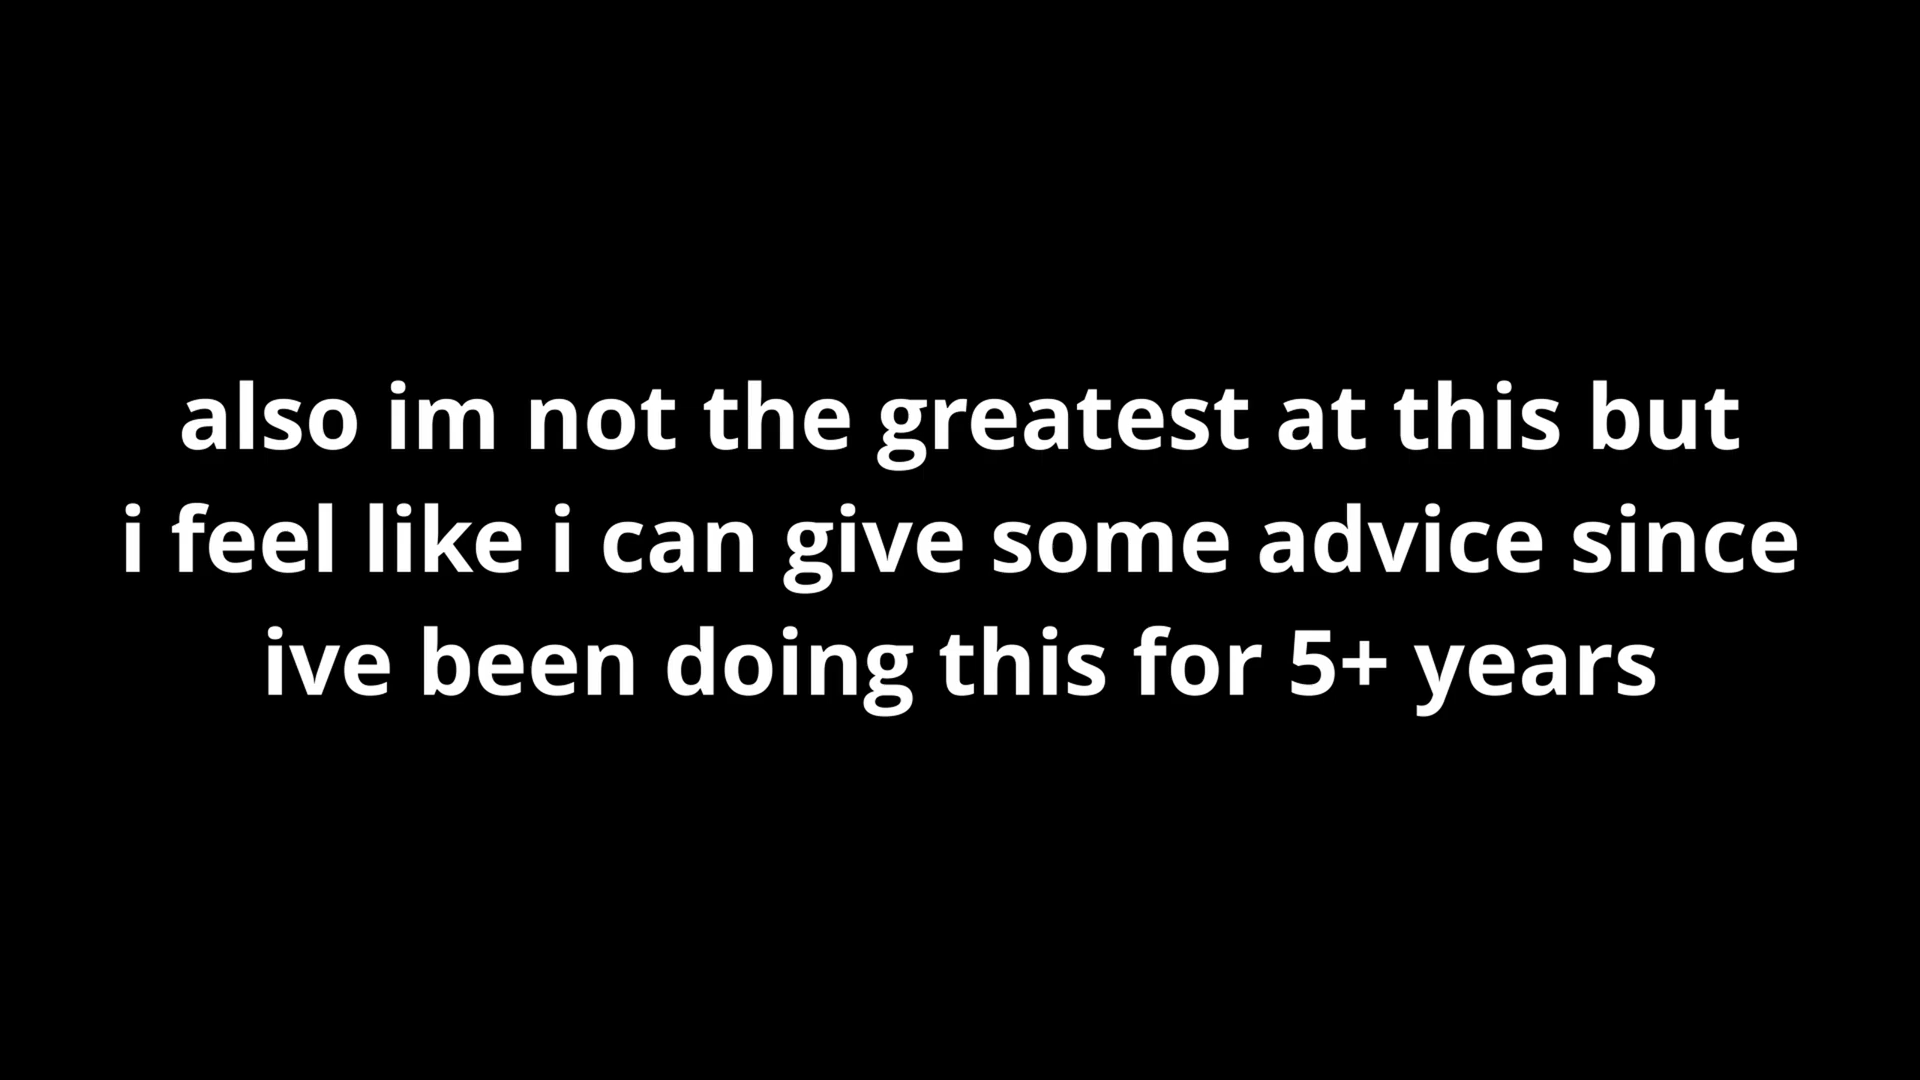 also im not the greatest at this but
i feel like i can give some advice since
ive been doing this for 5+ years